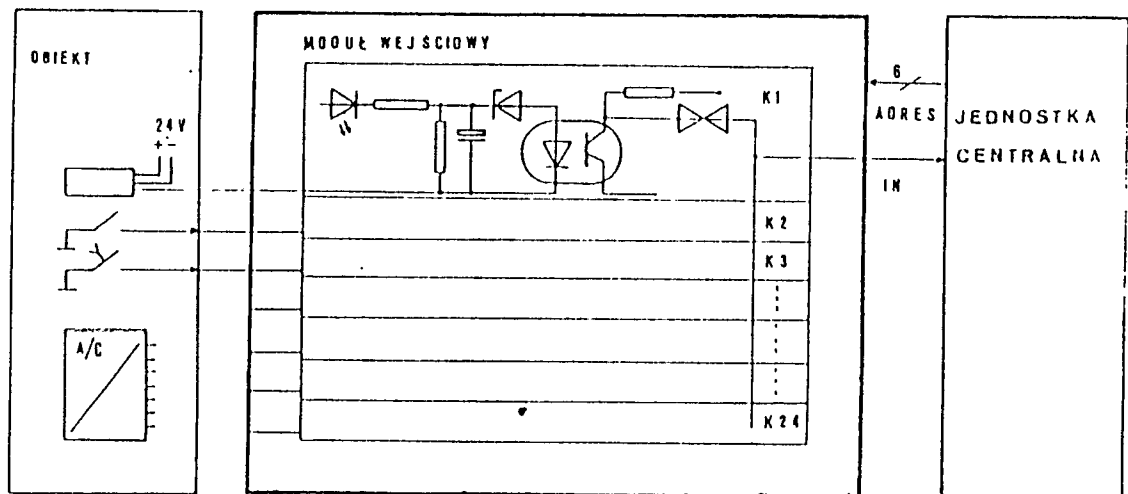 OBIEKT
24V
+ -
A/C
MODUŁ WEJŚCIOWY
K1
K2
K3
K24
6
ADRES
IN
JEDNOSTKA
CENTRALNA